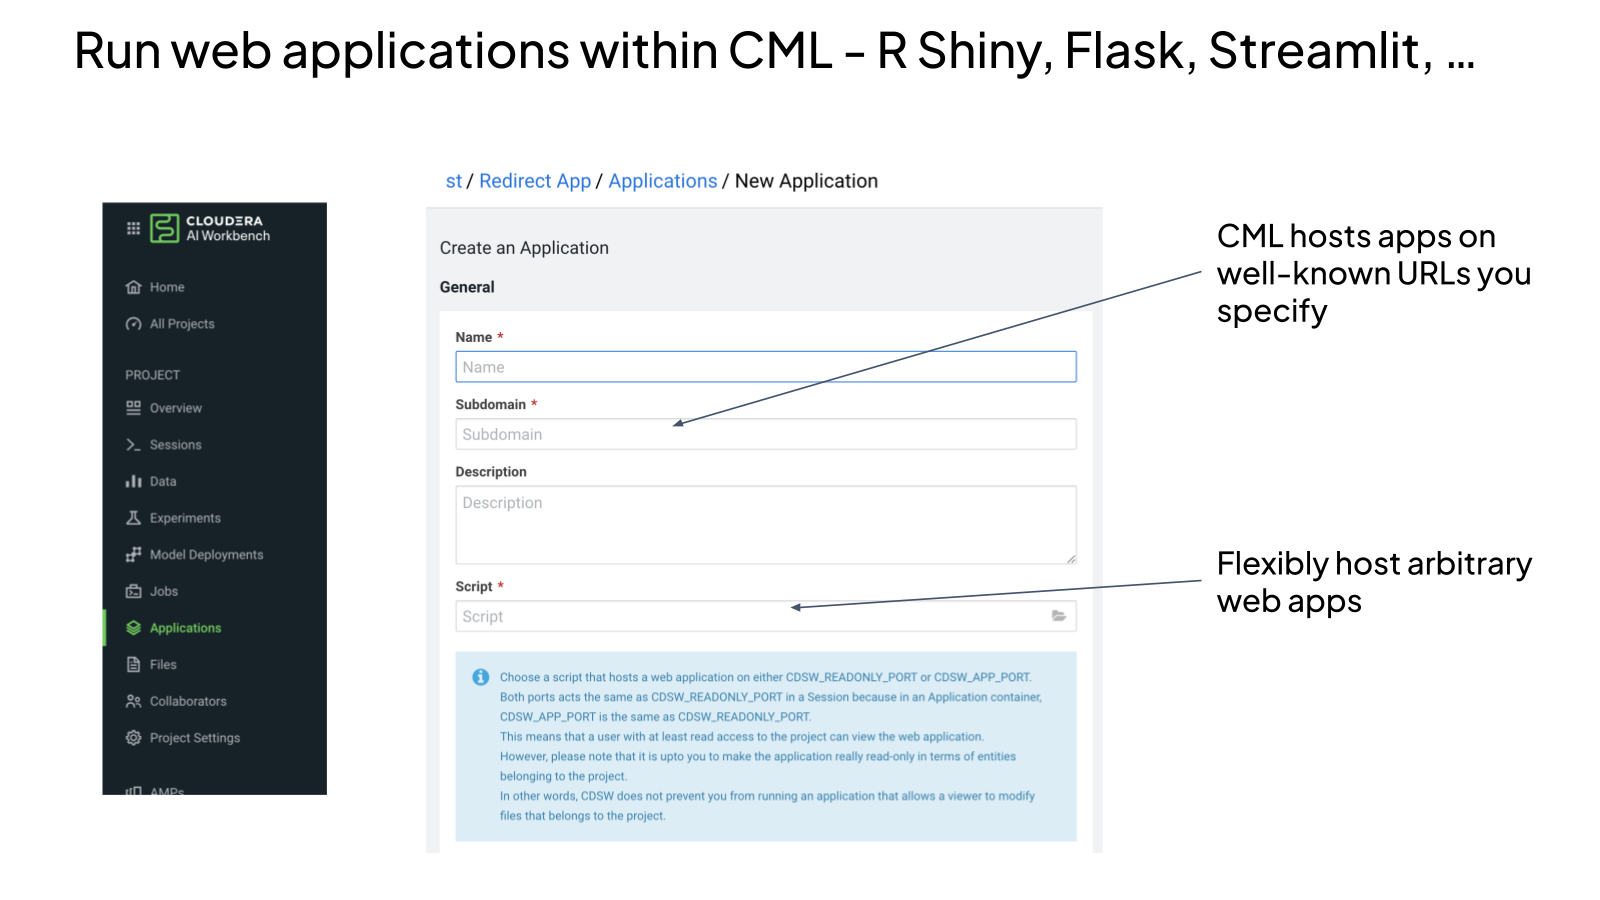 Run web applications within CML – R Shiny, Flask, Streamlit, ...
CLOUDERA
AI Workbench
Home
All Projects
PROJECT
Overview
Sessions
Data
Experiments
Model Deployments
Jobs
Applications
Files
Collaborators
Project Settings
AMPs
st / Redirect App / Applications / New Application
Create an Application
General
Name *
Name
Subdomain *
Subdomain
Description
Description
Script *
Script
Choose a script that hosts a web application on either CDSW_READONLY_PORT or CDSW_APP_PORT.
Both ports acts the same as CDSW_READONLY_PORT in a Session because in an Application container,
CDSW_APP_PORT is the same as CDSW_READONLY_PORT.
This means that a user with at least read access to the project can view the web application.
However, please note that it is upto you to make the application really read-only in terms of entities
belonging to the project.
In other words, CDSW does not prevent you from running an application that allows a viewer to modify
files that belongs to the project.
CML hosts apps on
well-known URLs you
specify
Flexibly host arbitrary
web apps